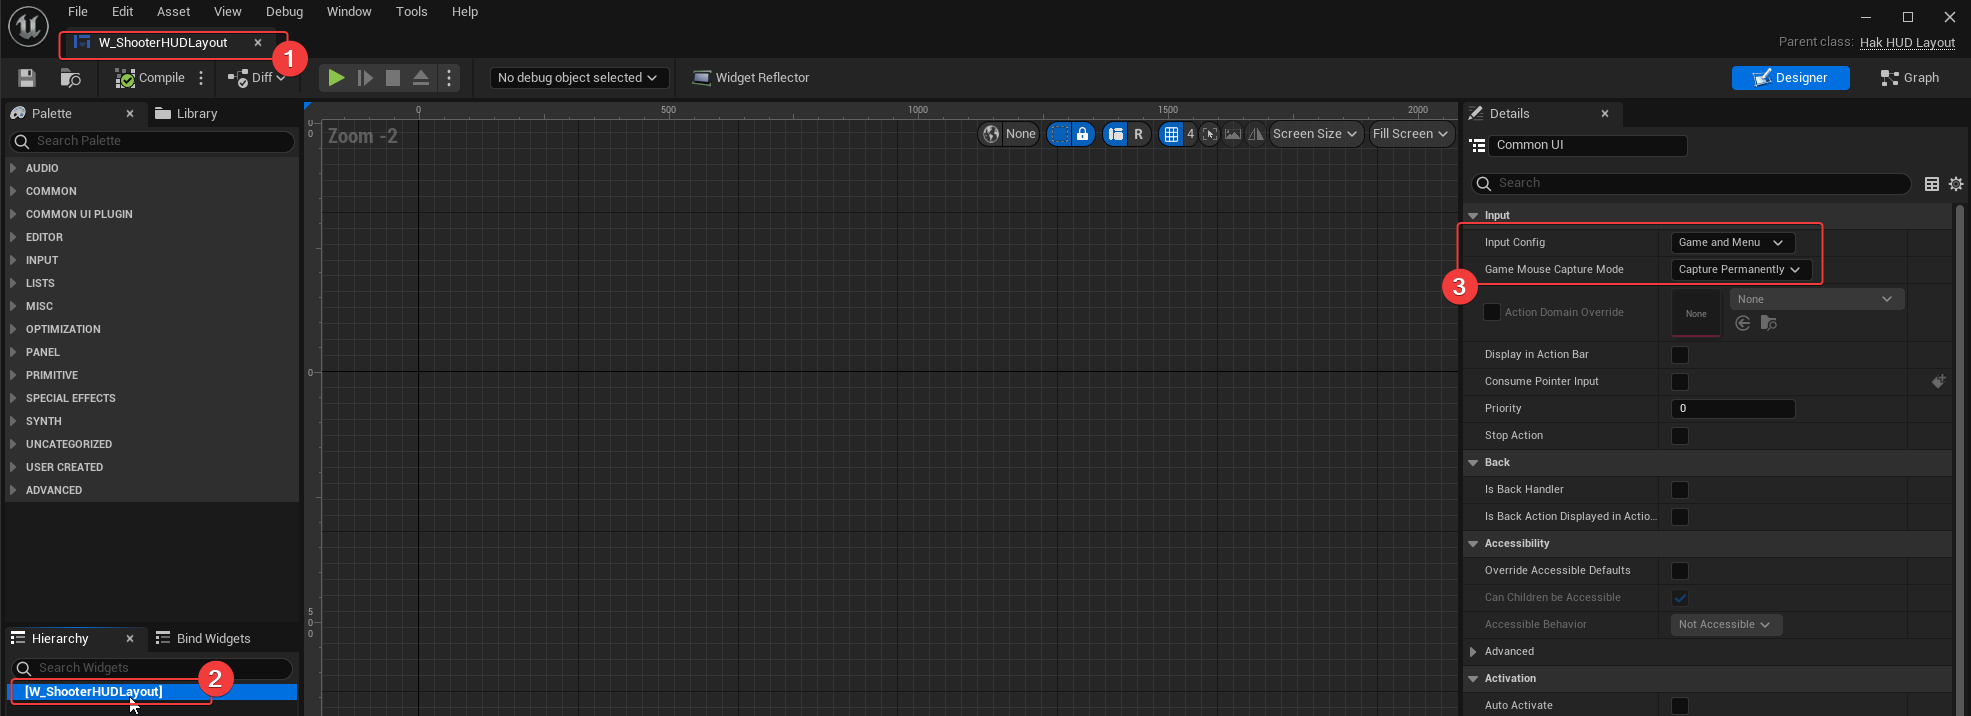 File Edit Asset View Debug Window Tools Help
W_ShooterHUDLayout
1
Parent class: Hak HUD Layout
Compile
Diff
No debug object selected
Widget Reflector
Designer
Graph
Palette
Library
Search Palette
AUDIO
COMMON
COMMON UI PLUGIN
EDITOR
INPUT
LISTS
MISC
OPTIMIZATION
PANEL
PRIMITIVE
SPECIAL EFFECTS
SYNTH
UNCATEGORIZED
USER CREATED
ADVANCED
Hierarchy
Bind Widgets
Search Widgets
2
[W_ShooterHUDLayout]
0 500 1000 1500 2000
0
0
0
5
0
0
Zoom -2
None
R
4
Screen Size
Fill Screen
Details
Common UI
Search
Input
Input Config Game and Menu
Game Mouse Capture Mode Capture Permanently
3
Action Domain Override None None
Display in Action Bar
Consume Pointer Input
Priority 0
Stop Action
Back
Is Back Handler
Is Back Action Displayed in Actio...
Accessibility
Override Accessible Defaults
Can Children be Accessible
Accessible Behavior Not Accessible
Advanced
Activation
Auto Activate